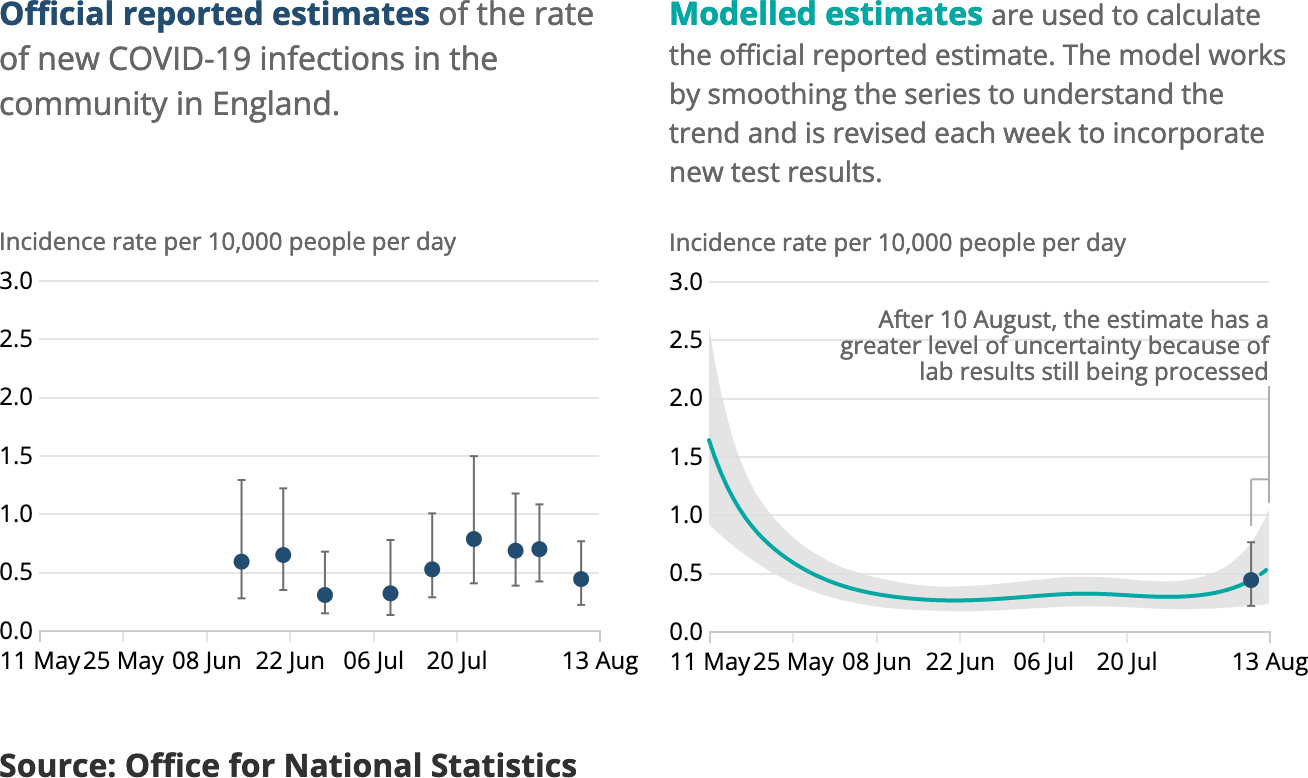 Official reported estimates of the rate
of new COVID-19 infections in the
community in England.
Incidence rate per 10,000 people per day
3.0
2.5
2.0
1.5
1.0
0.5
0.0
11 May 25 May 08 Jun 22 Jun 06 Jul 20 Jul 13 Aug
Modelled estimates are used to calculate
the official reported estimate. The model works
by smoothing the series to understand the
trend and is revised each week to incorporate
new test results.
Incidence rate per 10,000 people per day
3.0
After 10 August, the estimate has a
2.5
greater level of uncertainty because of
lab results still being processed
2.0
1.5
1.0
0.5
0.0
11 May 25 May 08 Jun 22 Jun 06 Jul 20 Jul 13 Aug
Source: Office for National Statistics